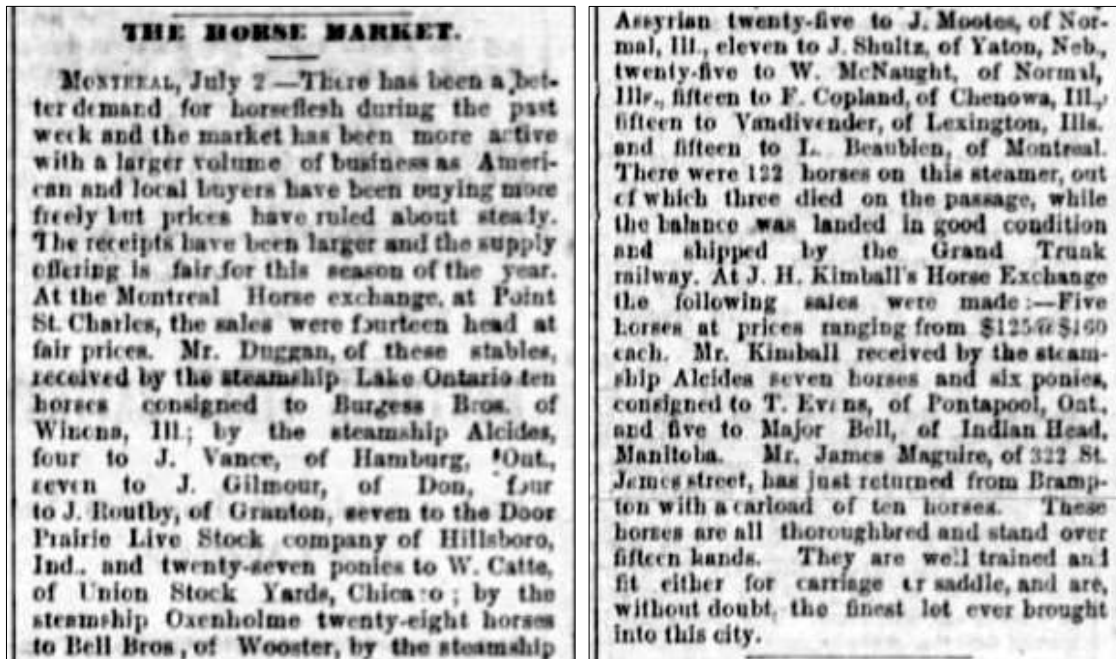 THE HORSE MARKET.
MONTREAL, July 2—There has been a bet-
ter demand for horseflesh during the past
week and the market has been more active
with a larger volume of business as Ameri-
can and local buyers have been buying more
freely but prices have ruled about steady.
The receipts have been larger and the supply
offering is fair for this season of the year.
At the Montreal Horse exchange, at Point
St. Charles, the sales were fourteen head at
fair prices. Mr. Duggan, of these stables,
received by the steamship Lake Ontario ten
horses consigned to Burgess Bros. of
Winona, Ill.; by the steamship Alcides,
four to J. Vance, of Hamburg, Ont.,
seven to J. Gilmour, of Don, four
to J. Routby, of Granton, seven to the Door
Prairie Live Stock company of Hillsboro,
Ind., and twenty-seven ponies to W. Catte,
of Union Stock Yards, Chicago; by the
steamship Oxenholme twenty-eight horses
to Bell Bros., of Wooster, by the steamship
Assyrian twenty-five to J. Mootes, of Nor-
mal, Ill., eleven to J. Shultz, of Yaton, Neb.,
twenty-five to W. McNaught, of Normal,
Ills., fifteen to F. Copland, of Chenowa, Ill.,
fifteen to Vandivender, of Lexington, Ills.
and fifteen to L. Beaubien, of Montreal.
There were 122 horses on this steamer, out
of which three died on the passage, while
the balance was landed in good condition
and shipped by the Grand Trunk
railway. At J. H. Kimball's Horse Exchange
the following sales were made:—Five
horses at prices ranging from $125@$160
each. Mr. Kimball received by the steam-
ship Alcides seven horses and six ponies,
consigned to T. Evans, of Pontapool, Ont.,
and five to Major Bell, of Indian Head,
Manitoba. Mr. James Maguire, of 322 St.
James street, has just returned from Bramp-
ton with a carload of ten horses. These
horses are all thoroughbred and stand over
fifteen hands. They are well trained and
fit either for carriage or saddle, and are,
without doubt, the finest lot ever brought
into this city.